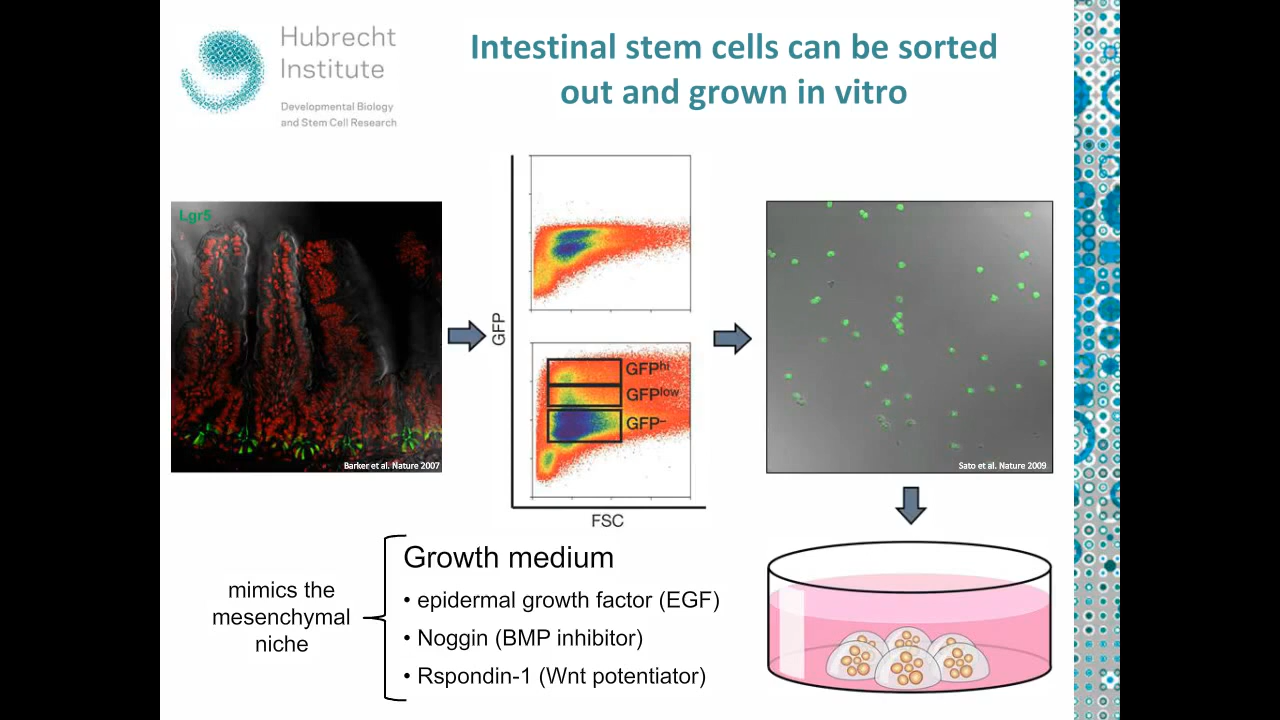 Hubrecht
Institute
Developmental Biology
and Stem Cell Research
Intestinal stem cells can be sorted
out and grown in vitro
Lgr5
Barker et al. Nature 2007
GFP
GFPhi
GFPlow
GFP–
FSC
Sato et al. Nature 2009
mimics the
mesenchymal
niche
Growth medium
• epidermal growth factor (EGF)
• Noggin (BMP inhibitor)
• Rspondin-1 (Wnt potentiator)